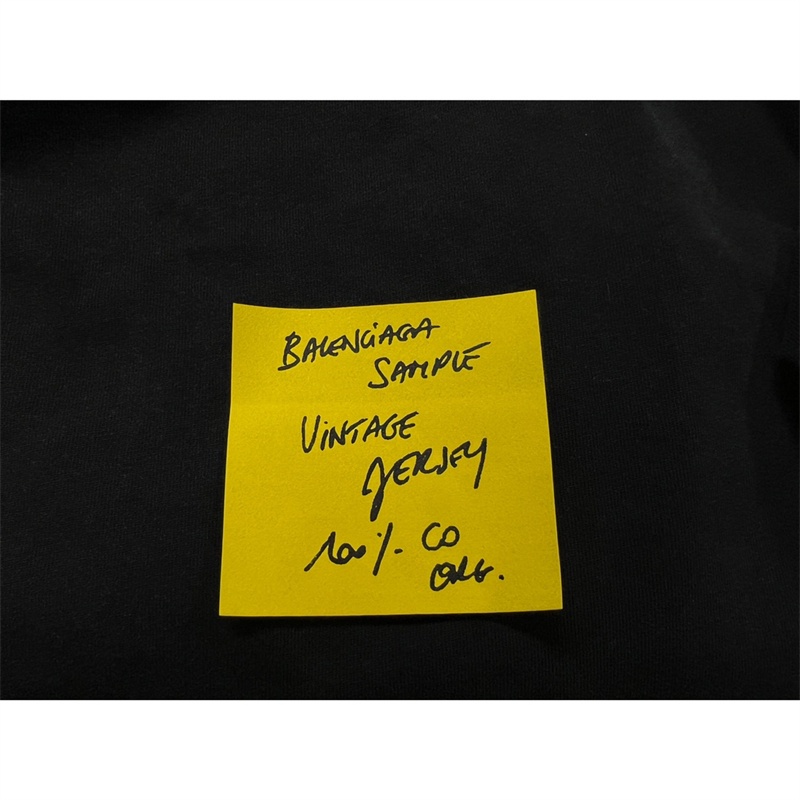 BALENCiAGA
SAMPLE
ViNTAGE
JERSEY
100%. CO
ORG.